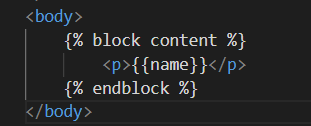 <body>
{% block content %}
<p>{{name}}</p>
{% endblock %}
</body>